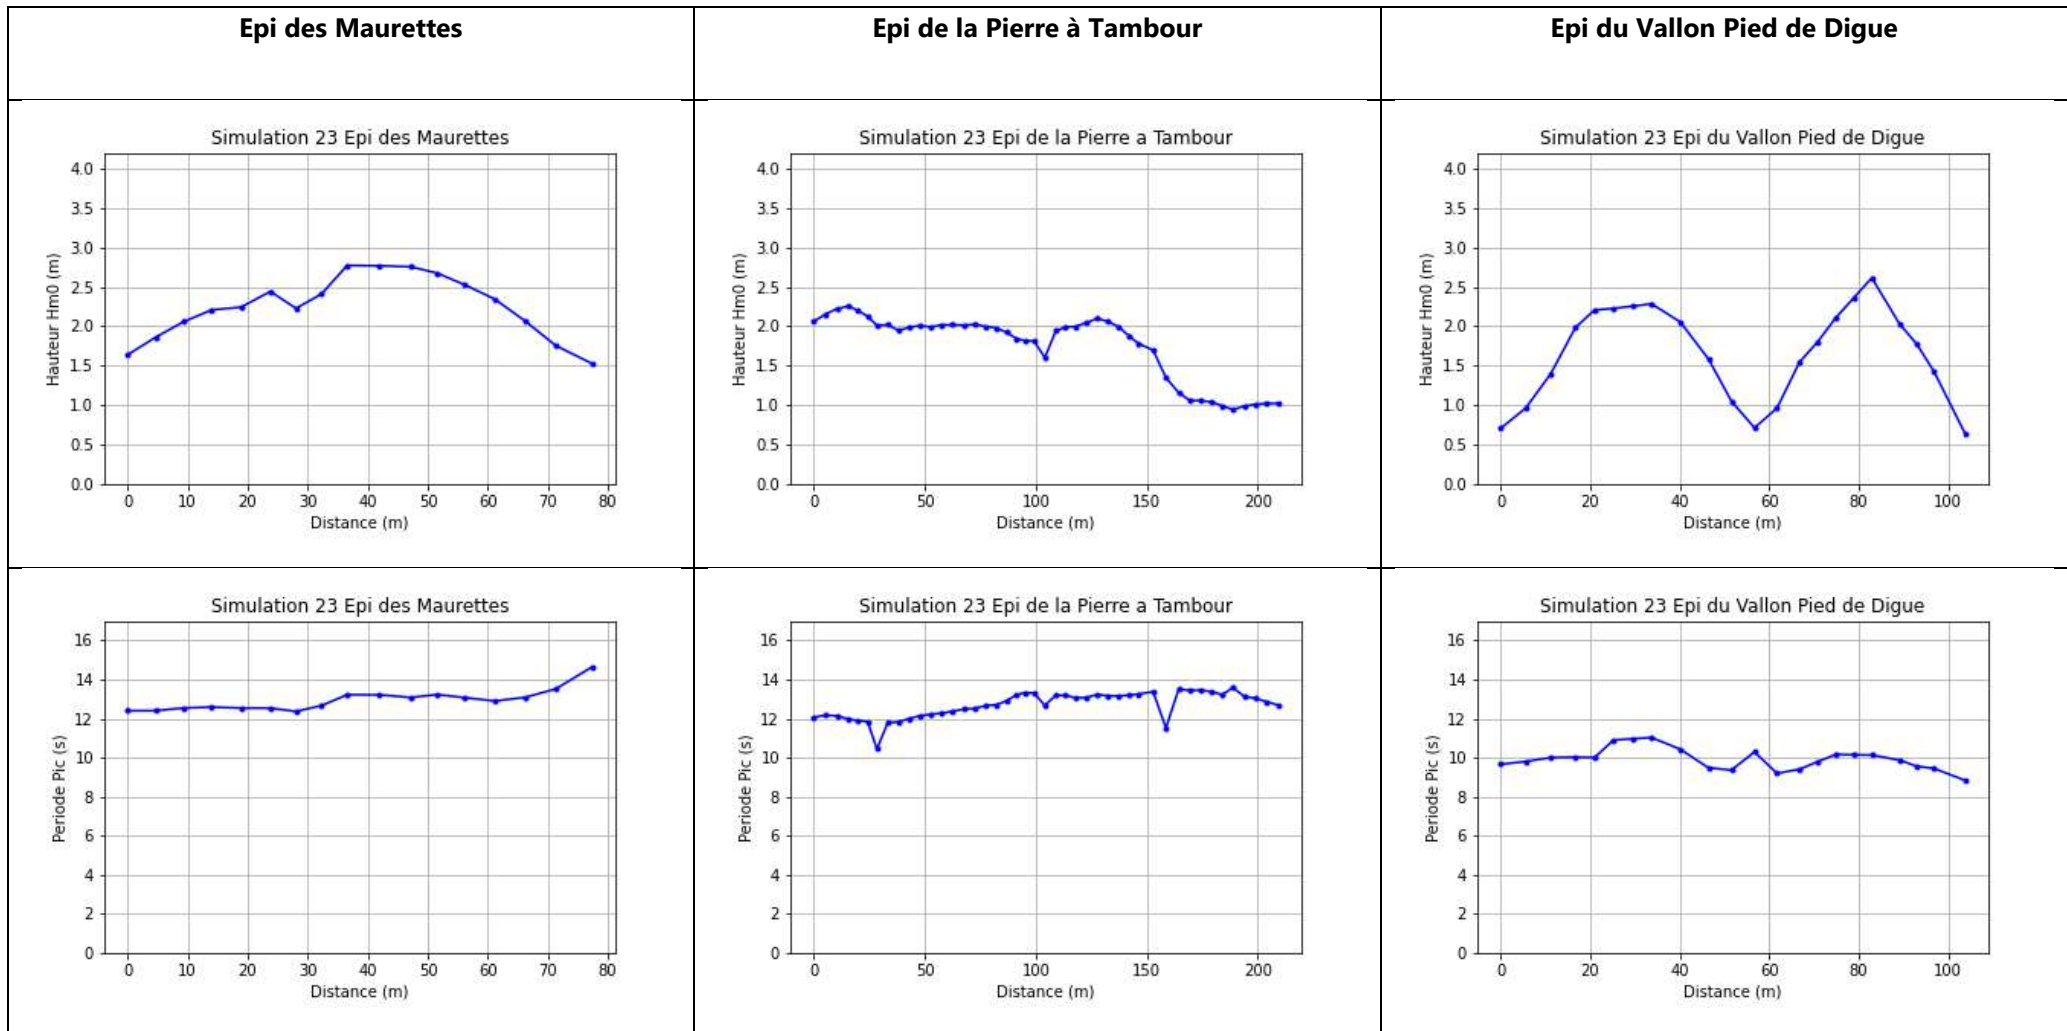 Epi des Maurettes
Epi de la Pierre à Tambour
Epi du Vallon Pied de Digue
Simulation 23 Epi des Maurettes
4.0
3.5
3.0
2.5
2.0
1.5
1.0
0.5
0.0
Hauteur Hm0 (m)
0 10 20 30 40 50 60 70 80
Distance (m)
Simulation 23 Epi de la Pierre a Tambour
4.0
3.5
3.0
2.5
2.0
1.5
1.0
0.5
0.0
Hauteur Hm0 (m)
0 50 100 150 200
Distance (m)
Simulation 23 Epi du Vallon Pied de Digue
4.0
3.5
3.0
2.5
2.0
1.5
1.0
0.5
0.0
Hauteur Hm0 (m)
0 20 40 60 80 100
Distance (m)
Simulation 23 Epi des Maurettes
16
14
12
10
8
6
4
2
0
Periode Pic (s)
0 10 20 30 40 50 60 70 80
Distance (m)
Simulation 23 Epi de la Pierre a Tambour
16
14
12
10
8
6
4
2
0
Periode Pic (s)
0 50 100 150 200
Distance (m)
Simulation 23 Epi du Vallon Pied de Digue
16
14
12
10
8
6
4
2
0
Periode Pic (s)
0 20 40 60 80 100
Distance (m)